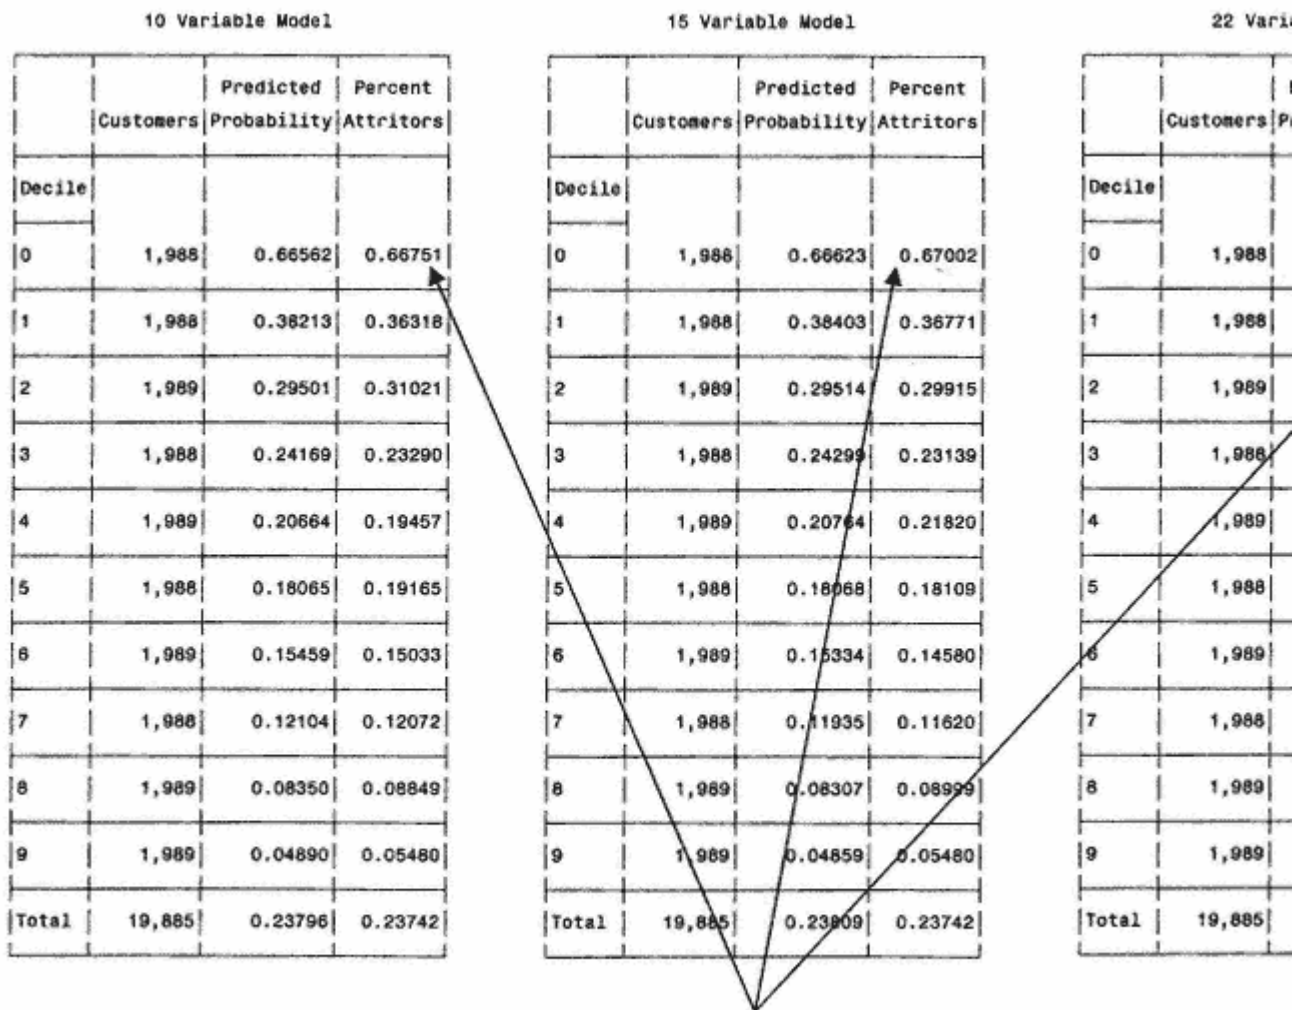 10 Variable Model
Predicted Percent
Customers Probability Attritors
Decile
0 1,988 0.66562 0.66751
1 1,988 0.38213 0.36318
2 1,989 0.29501 0.31021
3 1,988 0.24169 0.23290
4 1,989 0.20664 0.19457
5 1,988 0.18065 0.19165
6 1,989 0.15459 0.15033
7 1,988 0.12104 0.12072
8 1,989 0.08350 0.08849
9 1,989 0.04890 0.05480
Total 19,885 0.23796 0.23742
15 Variable Model
Predicted Percent
Customers Probability Attritors
Decile
0 1,988 0.66623 0.67002
1 1,988 0.38403 0.36771
2 1,989 0.29514 0.29915
3 1,988 0.24299 0.23139
4 1,989 0.20764 0.21820
5 1,988 0.18068 0.18109
6 1,989 0.15334 0.14580
7 1,988 0.11935 0.11620
8 1,989 0.08307 0.08999
9 1,989 0.04859 0.05480
Total 19,885 0.23809 0.23742
22 Varia
Customers
Decile
0 1,988
1 1,988
2 1,989
3 1,988
4 1,989
5 1,988
6 1,989
7 1,988
8 1,989
9 1,989
Total 19,885